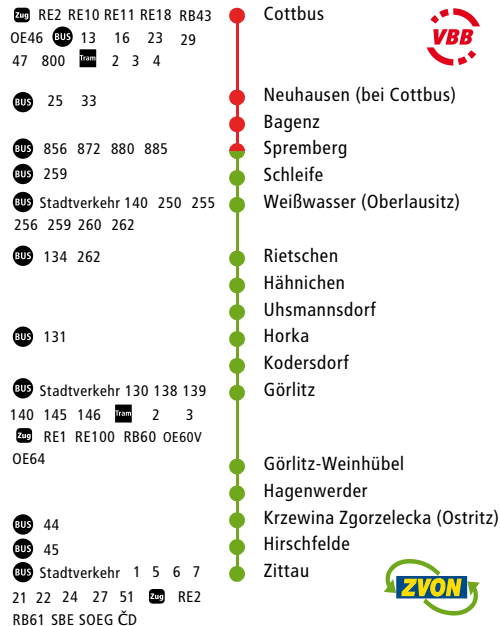 Zug RE2 RE10 RE11 RE18 RB43 Cottbus
VBB
OE46 BUS 13 16 23 29
47 800 Tram 2 3 4
BUS 25 33 Neuhausen (bei Cottbus)
Bagenz
BUS 856 872 880 885 Spremberg
BUS 259 Schleife
BUS Stadtverkehr 140 250 255 Weißwasser (Oberlausitz)
256 259 260 262
BUS 134 262 Rietschen
Hähnichen
Uhsmannsdorf
BUS 131 Horka
Kodersdorf
BUS Stadtverkehr 130 138 139 Görlitz
140 145 146 Tram 2 3
Zug RE1 RE100 RB60 OE60V
OE64 Görlitz-Weinhübel
Hagenwerder
BUS 44 Krzewina Zgorzelecka (Ostritz)
BUS 45 Hirschfelde
BUS Stadtverkehr 1 5 6 7 Zittau
ZVON
21 22 24 27 51 Zug RE2
RB61 SBE SOEG ČD